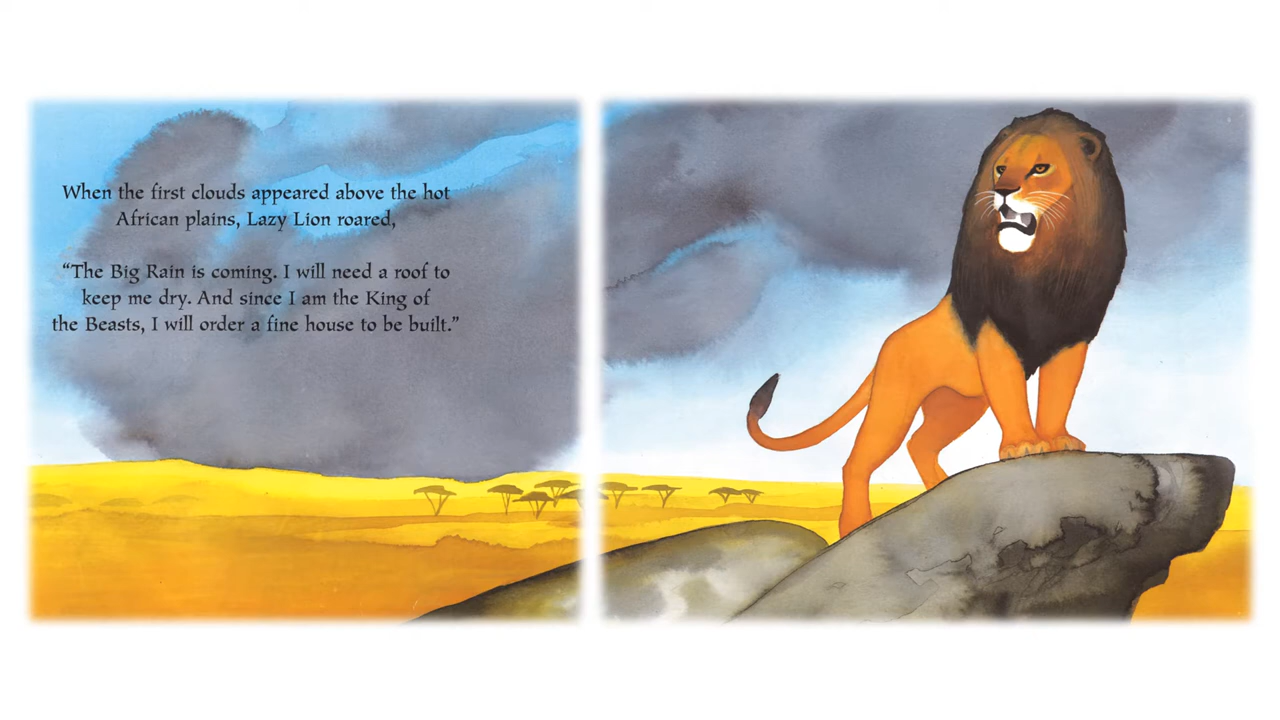 When the first clouds appeared above the hot
African plains, Lazy Lion roared,
“The Big Rain is coming. I will need a roof to
keep me dry. And since I am the King of
the Beasts, I will order a fine house to be built.”